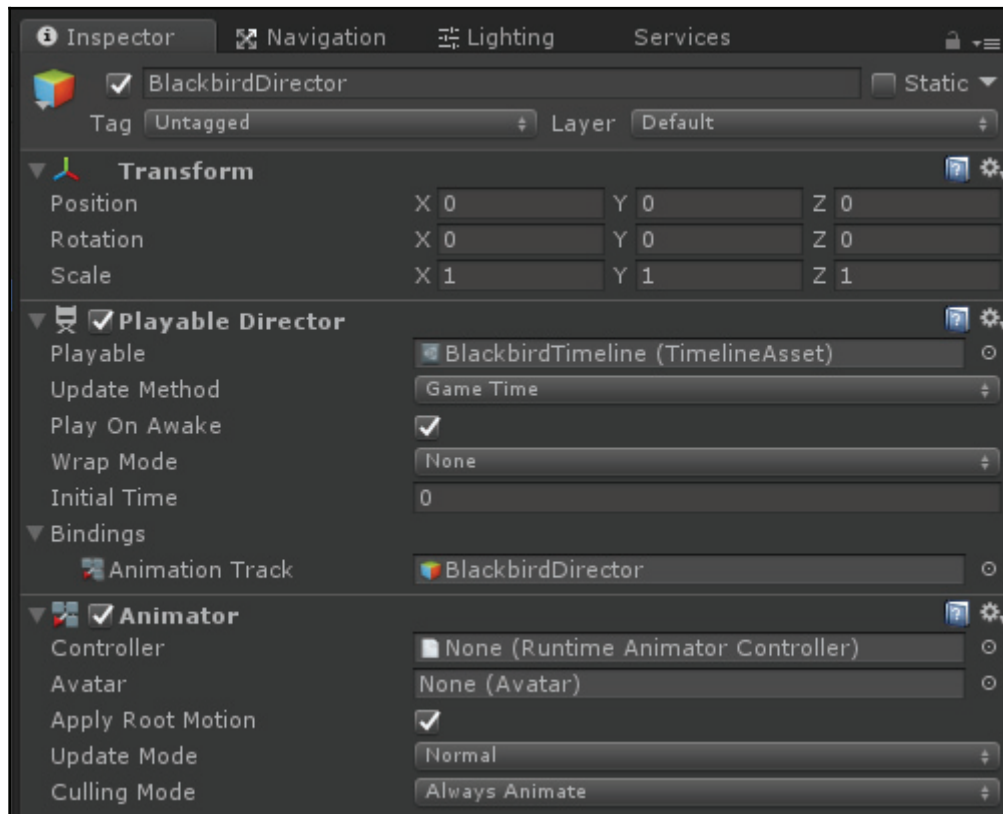 Inspector Navigation Lighting Services
BlackbirdDirector Static
Tag Untagged Layer Default
Transform
Position X 0 Y 0 Z 0
Rotation X 0 Y 0 Z 0
Scale X 1 Y 1 Z 1
Playable Director
Playable BlackbirdTimeline (TimelineAsset)
Update Method Game Time
Play On Awake
Wrap Mode None
Initial Time 0
Bindings
Animation Track BlackbirdDirector
Animator
Controller None (Runtime Animator Controller)
Avatar None (Avatar)
Apply Root Motion
Update Mode Normal
Culling Mode Always Animate